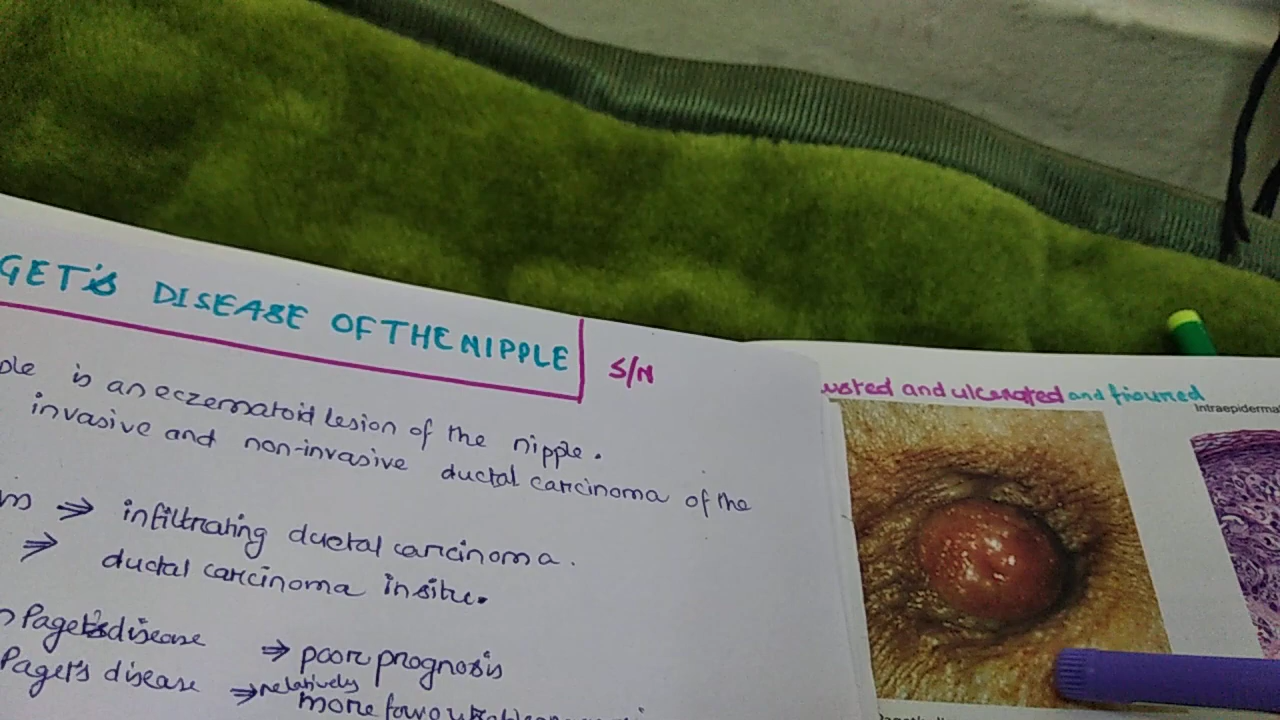 GET's DISEASE OF THE NIPPLE
S/N
ple is an eczematoid lesion of the nipple.
invasive and non-invasive ductal carcinoma of the
⇒ infiltrating ductal carcinoma.
⇒ ductal carcinoma insitu.
Paget's disease ⇒ poor prognosis
Paget's disease ⇒ relatively
more
usted and ulcerated and fissured
Intraepiderma